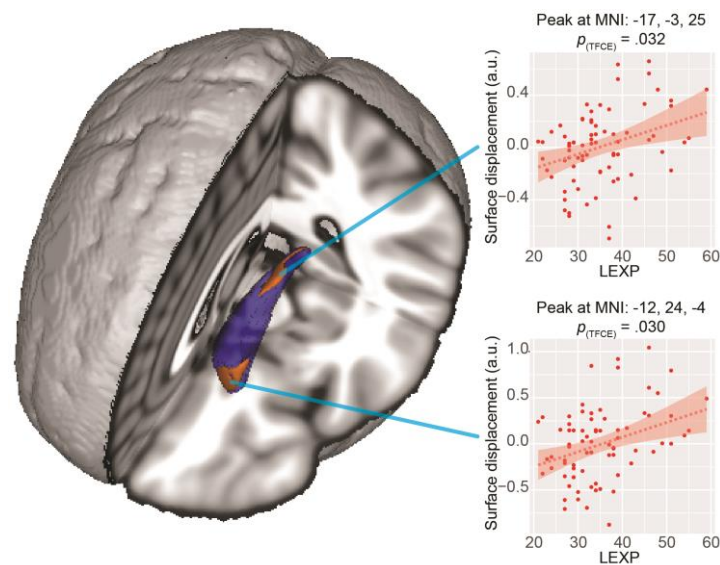 Peak at MNI: -17, -3, 25
p(TFCE) = .032
Surface displacement (a.u.)
0.4
0.0
−0.4
20 30 40 50 60
LEXP
Peak at MNI: -12, 24, -4
p(TFCE) = .030
Surface displacement (a.u.)
1.0
0.5
0.0
−0.5
20 30 40 50 60
LEXP